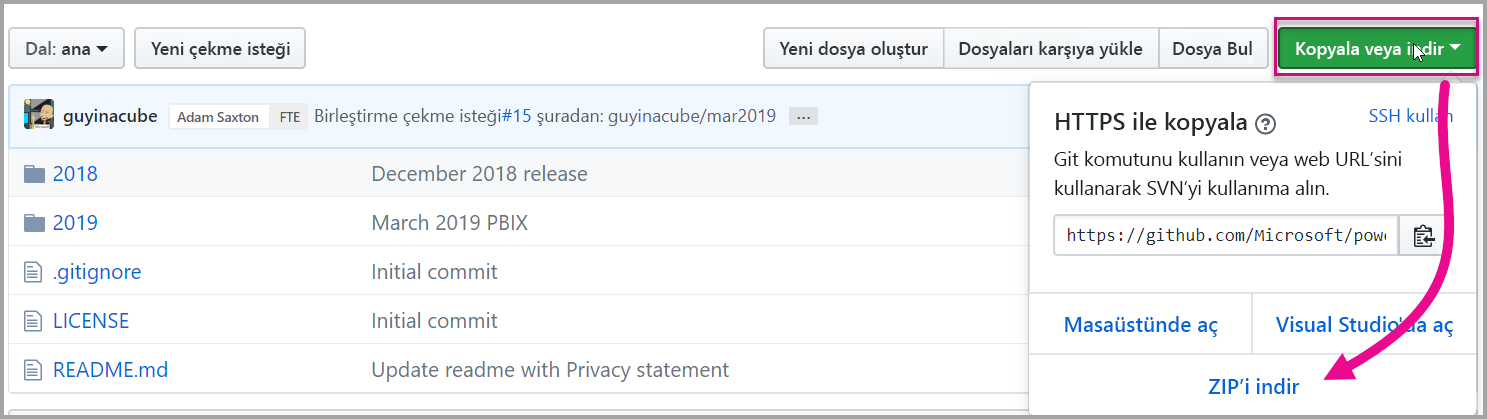 Dal: ana
Yeni çekme isteği
Yeni dosya oluştur
Dosyaları karşıya yükle
Dosya Bul
Kopyala veya indir
guyinacube
Adam Saxton
FTE
Birleştirme çekme isteği#15 şuradan: guyinacube/mar2019
...
2018
December 2018 release
2019
March 2019 PBIX
.gitignore
Initial commit
LICENSE
Initial commit
README.md
Update readme with Privacy statement
HTTPS ile kopyala ?
SSH kullan
Git komutunu kullanın veya web URL’sini
kullanarak SVN’yi kullanıma alın.
https://github.com/Microsoft/powe
Masaüstünde aç
Visual Studio'da aç
ZIP’i indir